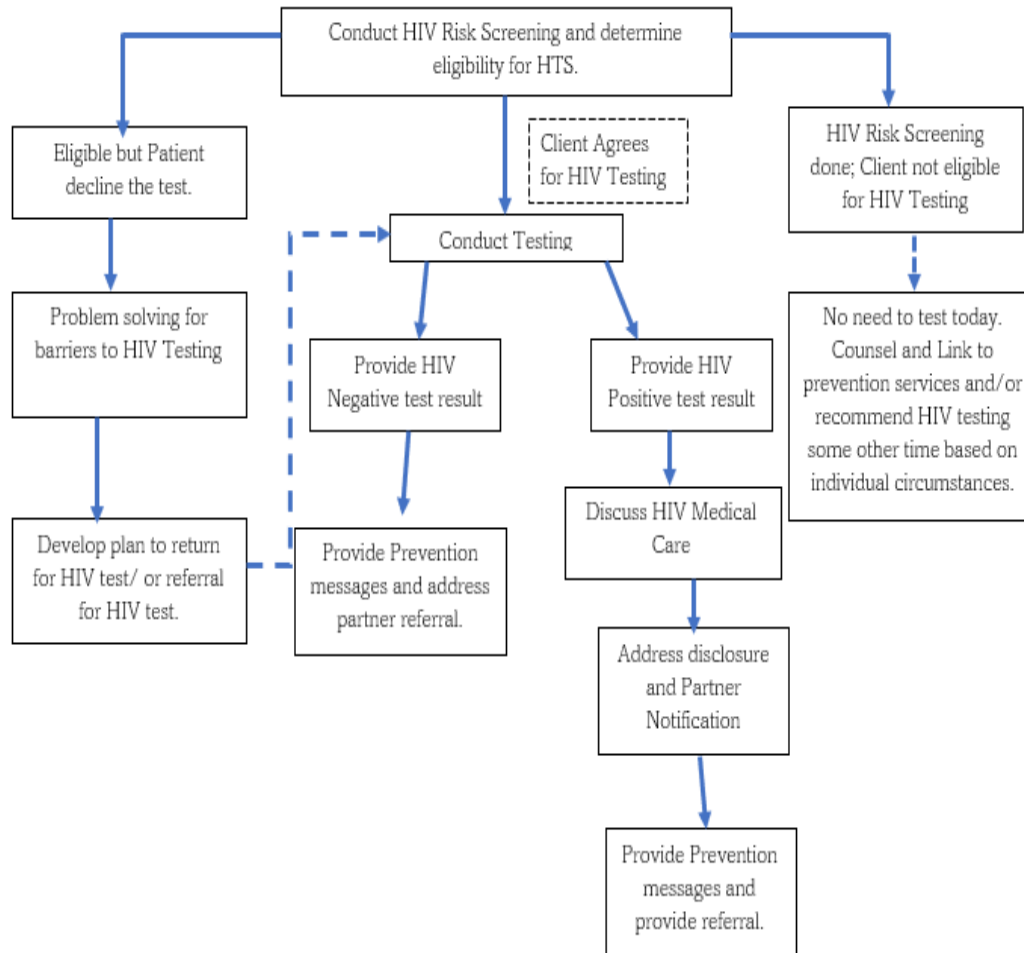 Conduct HIV Risk Screening and determine
eligibility for HTS.
Eligible but Patient
decline the test.
Client Agrees
for HIV Testing
HIV Risk Screening
done; Client not eligible
for HIV Testing
Conduct Testing
Problem solving for
barriers to HIV Testing
No need to test today.
Counsel and Link to
prevention services and/or
recommend HIV testing
some other time based on
individual circumstances.
Provide HIV
Negative test result
Provide HIV
Positive test result
Discuss HIV Medical
Care
Develop plan to return
for HIV test/ or referral
for HIV test.
Provide Prevention
messages and address
partner referral.
Address disclosure
and Partner
Notification
Provide Prevention
messages and
provide referral.